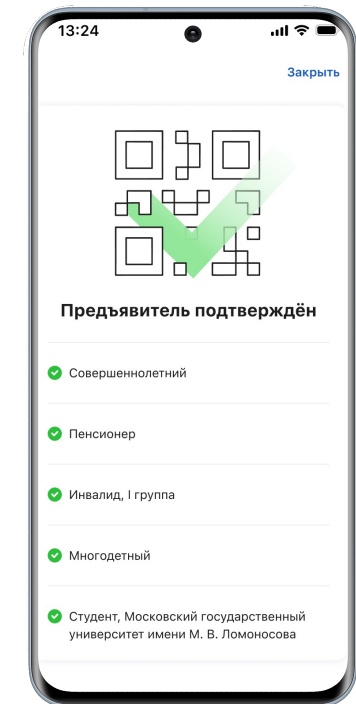 13:24
Закрыть
Предъявитель подтверждён
Совершеннолетний
Пенсионер
Инвалид, I группа
Многодетный
Студент, Московский государственный
университет имени М. В. Ломоносова